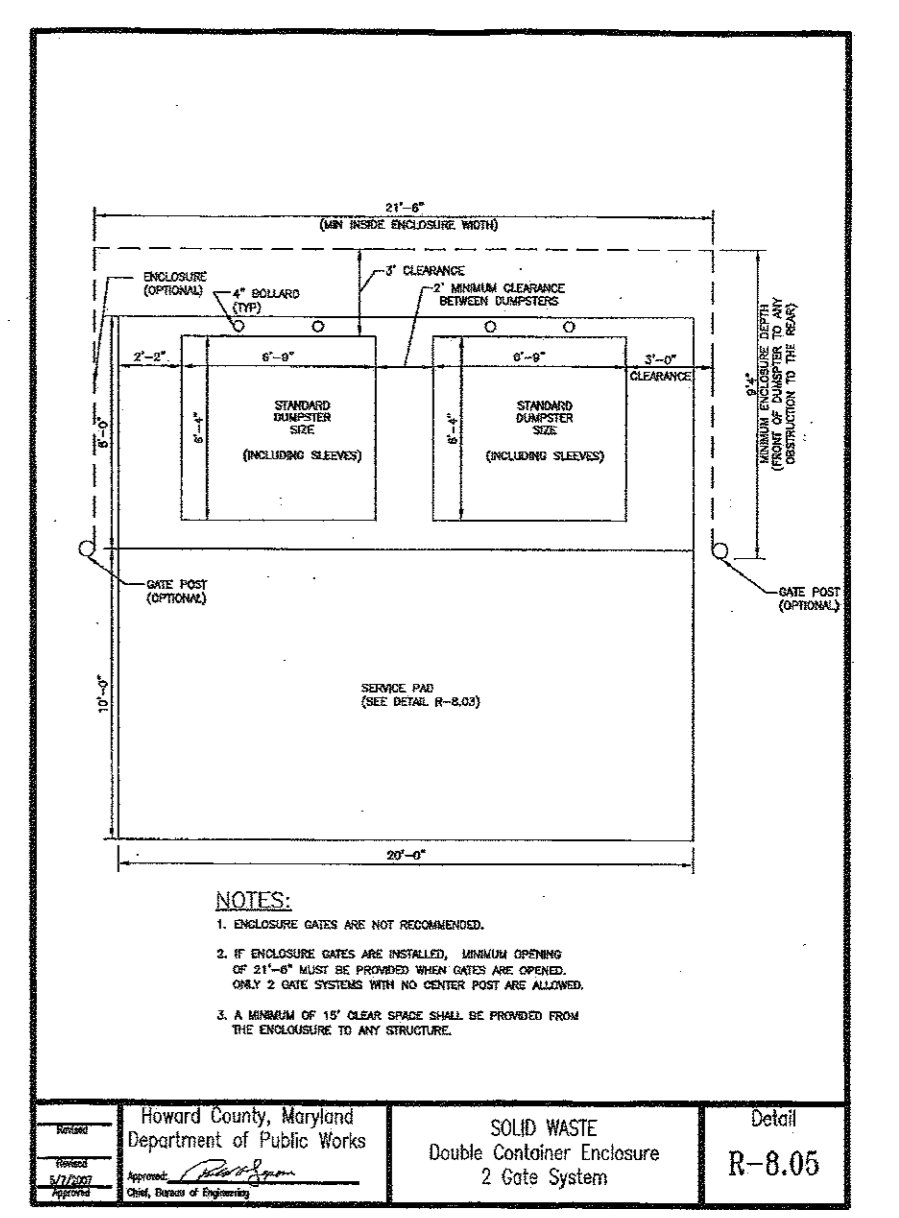 21'-6"
(MIN INSIDE ENCLOSURE WIDTH)
ENCLOSURE
(OPTIONAL)
4" BOLLARD
(TYP)
3' CLEARANCE
2' MINIMUM CLEARANCE
BETWEEN DUMPSTERS
2'-2"
6'-9"
6'-9"
3'-0"
CLEARANCE
8'-0"
6'-4"
STANDARD
DUMPSTER
SIZE
(INCLUDING SLEEVES)
6'-4"
STANDARD
DUMPSTER
SIZE
(INCLUDING SLEEVES)
9'4"
MINIMUM ENCLOSURE DEPTH
(FRONT OF DUMSPTER TO ANY
OBSTRUCTION TO THE REAR)
GATE POST
(OPTIONAL)
GATE POST
(OPTIONAL)
10'-0"
SERVICE PAD
(SEE DETAIL R-8.03)
20'-0"
NOTES:
1. ENCLOSURE GATES ARE NOT RECOMMENDED.
2. IF ENCLOSURE GATES ARE INSTALLED, MINIMUM OPENING
OF 21'-6" MUST BE PROVIDED WHEN GATES ARE OPENED.
ONLY 2 GATE SYSTEMS WITH NO CENTER POST ARE ALLOWED.
3. A MINIMUM OF 15' CLEAR SPACE SHALL BE PROVIDED FROM
THE ENCLOUSURE TO ANY STRUCTURE.
Revised
Revised
5/7/2007
Approved
Howard County, Maryland
Department of Public Works
Approved:
Chief, Bureau of Engineering
SOLID WASTE
Double Container Enclosure
2 Gate System
Detail
R-8.05